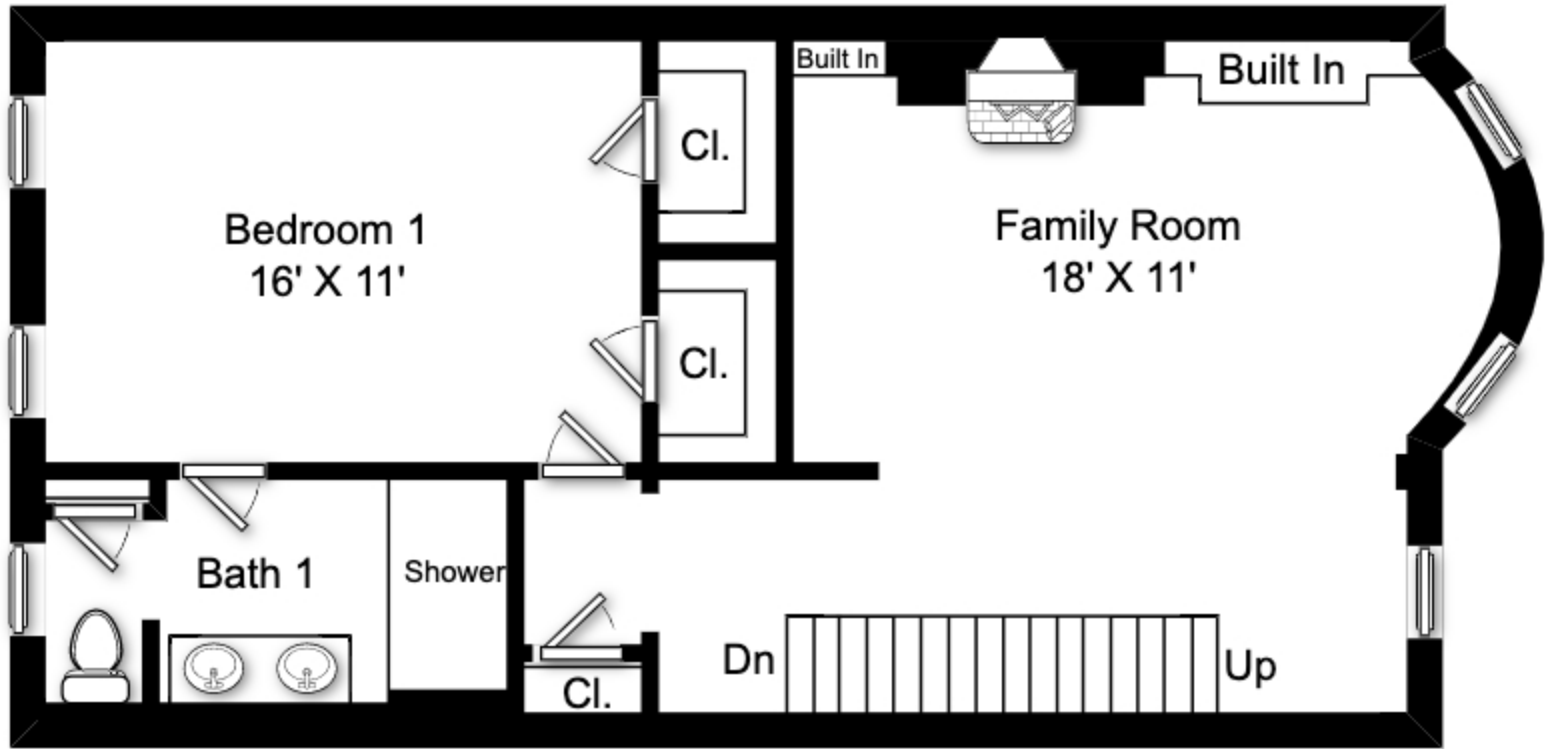 Built In
Built In
Cl.
Bedroom 1
16' X 11'
Family Room
18' X 11'
Cl.
Bath 1
Shower
Dn
Up
Cl.